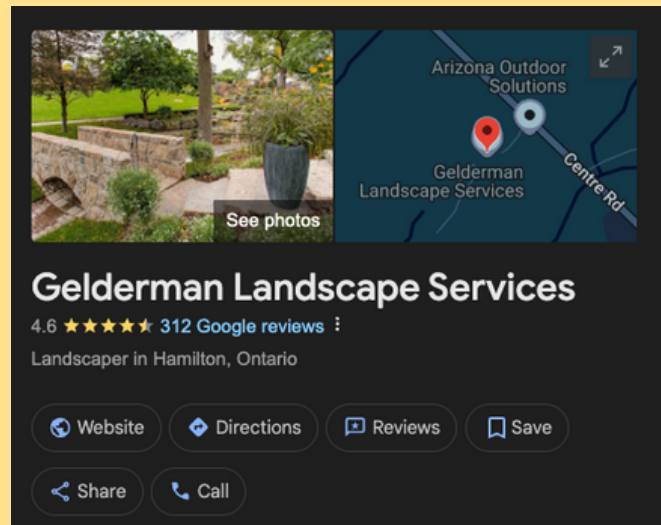 See photos
Arizona Outdoor
Solutions
Gelderman
Landscape Services
Centre Rd
Gelderman Landscape Services
4.6 312 Google reviews
Landscaper in Hamilton, Ontario
Website Directions Reviews Save
Share Call